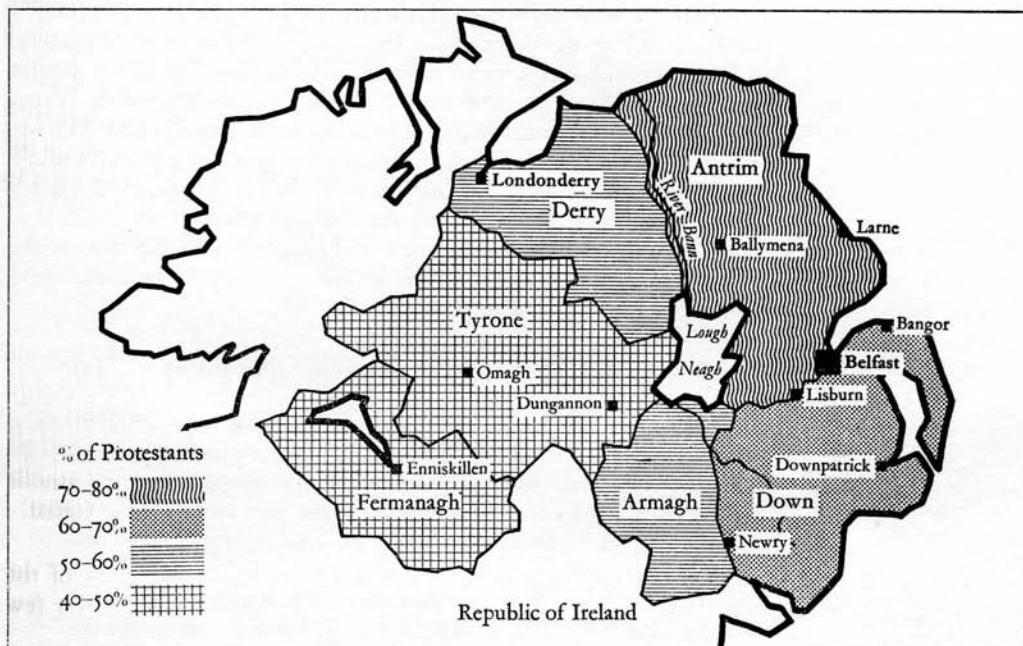 Londonderry
Derry
Antrim
River Bann
Ballymena
Larne
Tyrone
Lough
Neagh
Bangor
Belfast
Omagh
Lisburn
Dungannon
% of Protestants
Enniskillen
Downpatrick
70–80%
Fermanagh
Armagh
Down
60–70%
50–60%
Newry
40–50%
Republic of Ireland